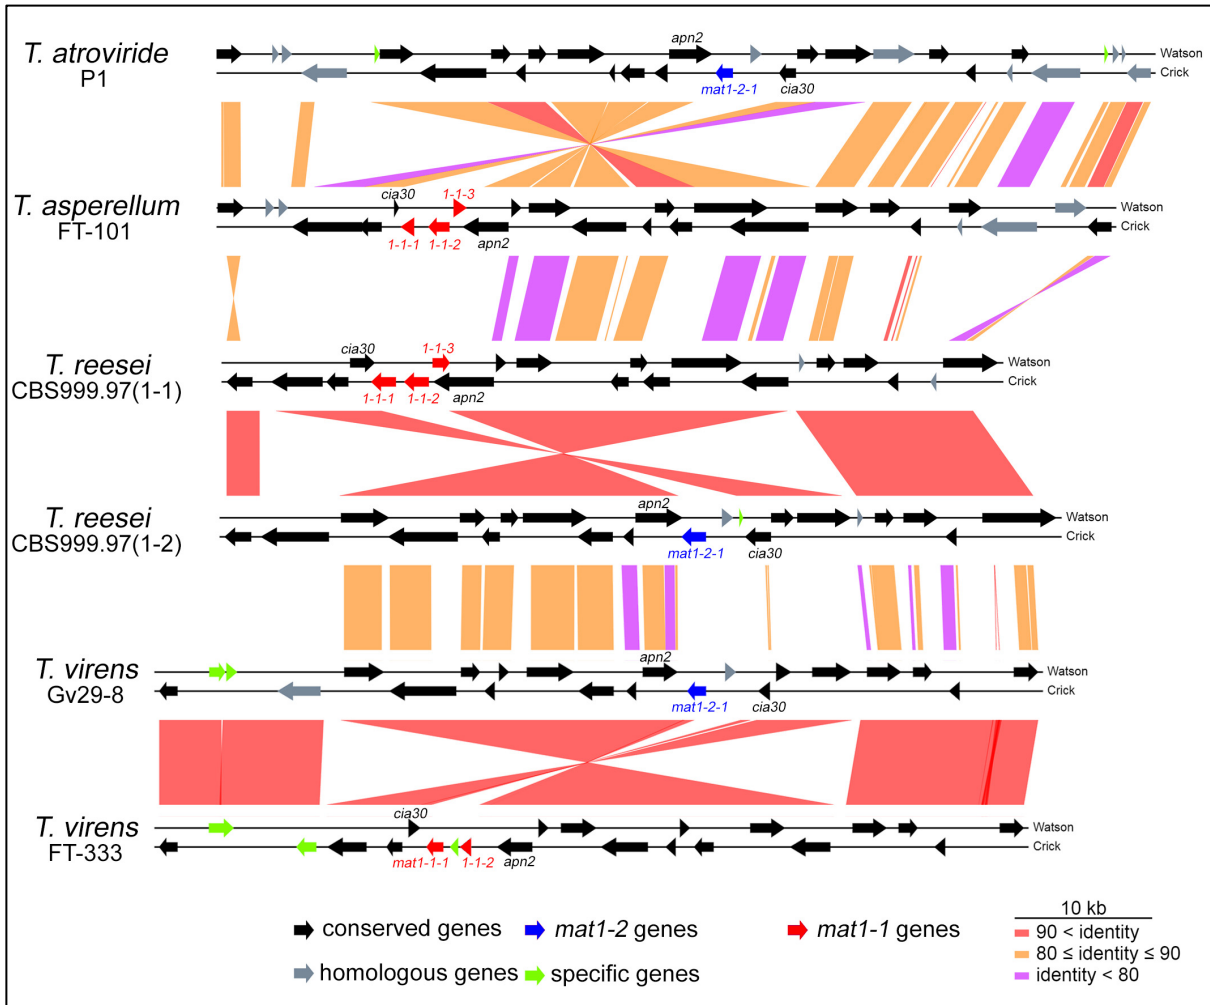 apn2
T. atroviride
P1
Watson
Crick
mat1-2-1
cia30
cia30
1-1-3
T. asperellum
FT-101
Watson
Crick
1-1-1
1-1-2
apn2
cia30
1-1-3
T. reesei
CBS999.97(1-1)
Watson
Crick
1-1-1
1-1-2
apn2
apn2
T. reesei
CBS999.97(1-2)
Watson
Crick
mat1-2-1
cia30
apn2
T. virens
Gv29-8
Watson
Crick
mat1-2-1
cia30
cia30
T. virens
FT-333
Watson
Crick
mat1-1-1
1-1-2
apn2
conserved genes
mat1-2 genes
mat1-1 genes
homologous genes
specific genes
10 kb
90 < identity
80 ≤ identity ≤ 90
identity < 80